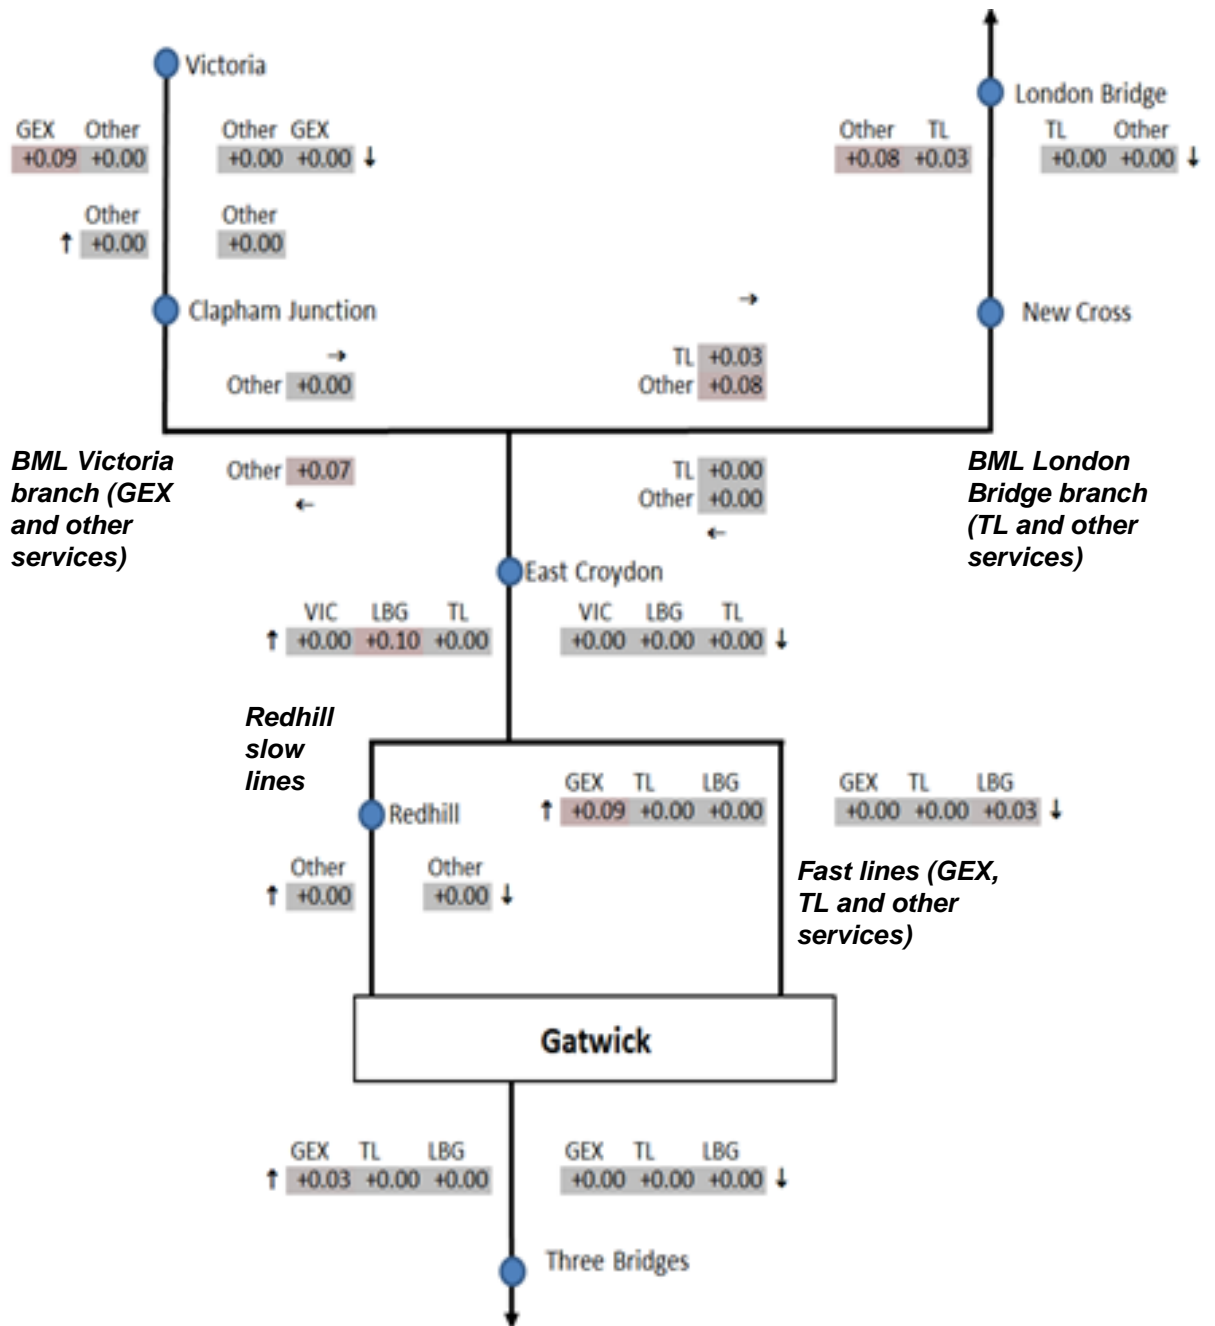 Victoria
London Bridge
GEX Other Other GEX
+0.09 +0.00 +0.00 +0.00 ↓
Other TL TL Other
+0.08 +0.03 +0.00 +0.00 ↓
Other Other
↑ +0.00 +0.00
Clapham Junction
New Cross
→
→
Other +0.00
TL +0.03
Other +0.08
BML Victoria
branch (GEX
and other
services)
Other +0.07
←
TL +0.00
Other +0.00
←
BML London
Bridge branch
(TL and other
services)
East Croydon
VIC LBG TL VIC LBG TL
↑ +0.00 +0.10 +0.00 +0.00 +0.00 +0.00 ↓
Redhill
slow
lines
GEX TL LBG GEX TL LBG
↑ +0.09 +0.00 +0.00 +0.00 +0.00 +0.03 ↓
Redhill
Other Other
↑ +0.00 +0.00 ↓
Fast lines (GEX,
TL and other
services)
Gatwick
GEX TL LBG GEX TL LBG
↑ +0.03 +0.00 +0.00 +0.00 +0.00 +0.00 ↓
Three Bridges